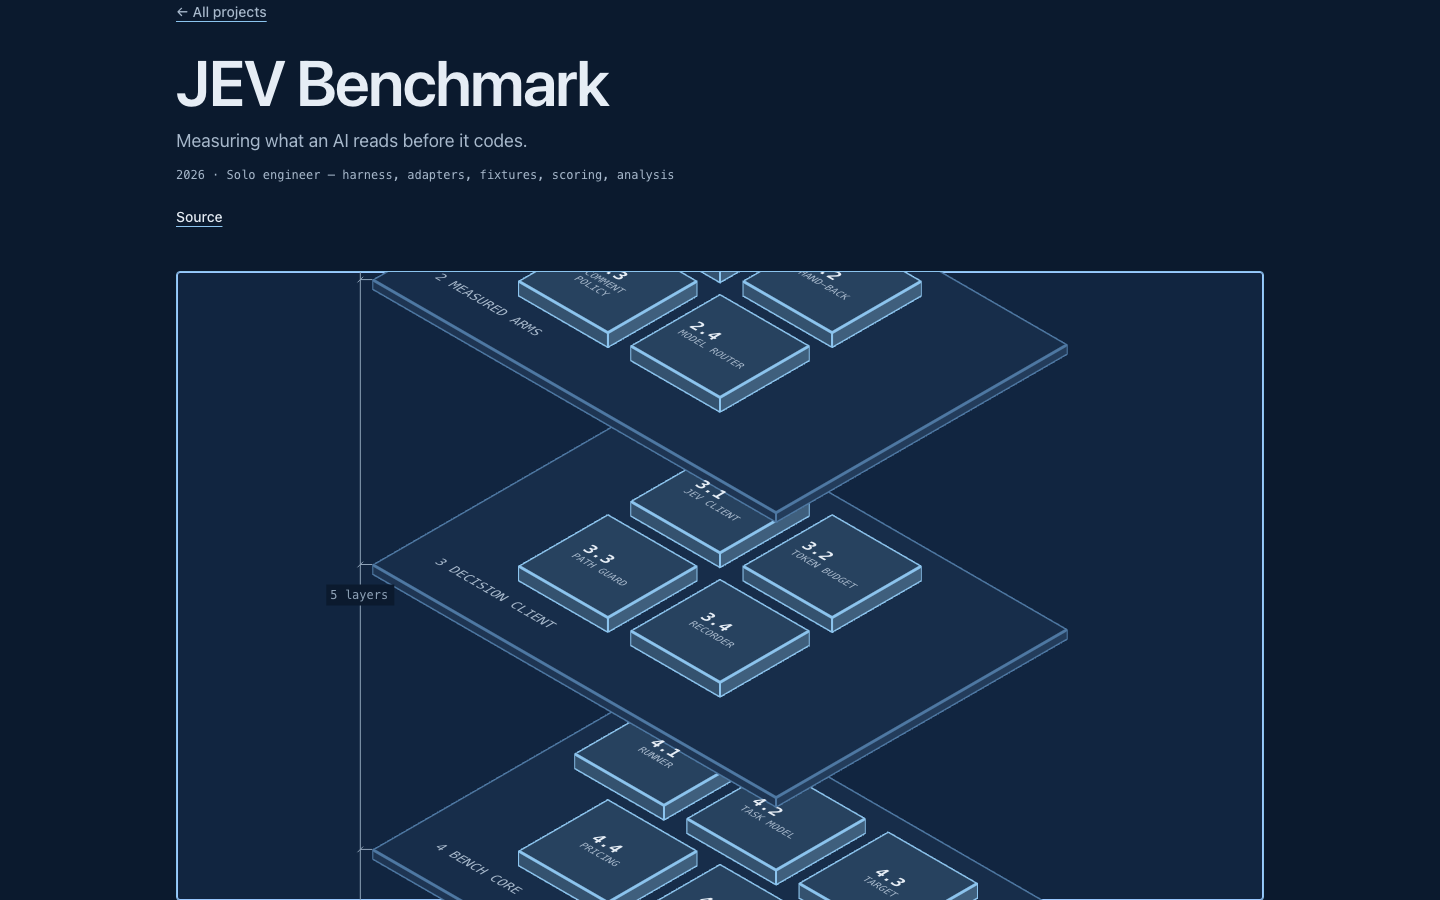 ← All projects
JEV Benchmark
Measuring what an AI reads before it codes.
2026 · Solo engineer — harness, adapters, fixtures, scoring, analysis
Source
2 MEASURED ARMS
POLICY
HAND-BACK
2.4
MODEL ROUTER
3.1
JEV CLIENT
3.2
TOKEN BUDGET
3.3
PATH GUARD
3 DECISION CLIENT
3.4
RECORDER
5 layers
4.1
RUNNER
4.2
TASK MODEL
4.4
PRICING
4.3
TARGET
4 BENCH CORE